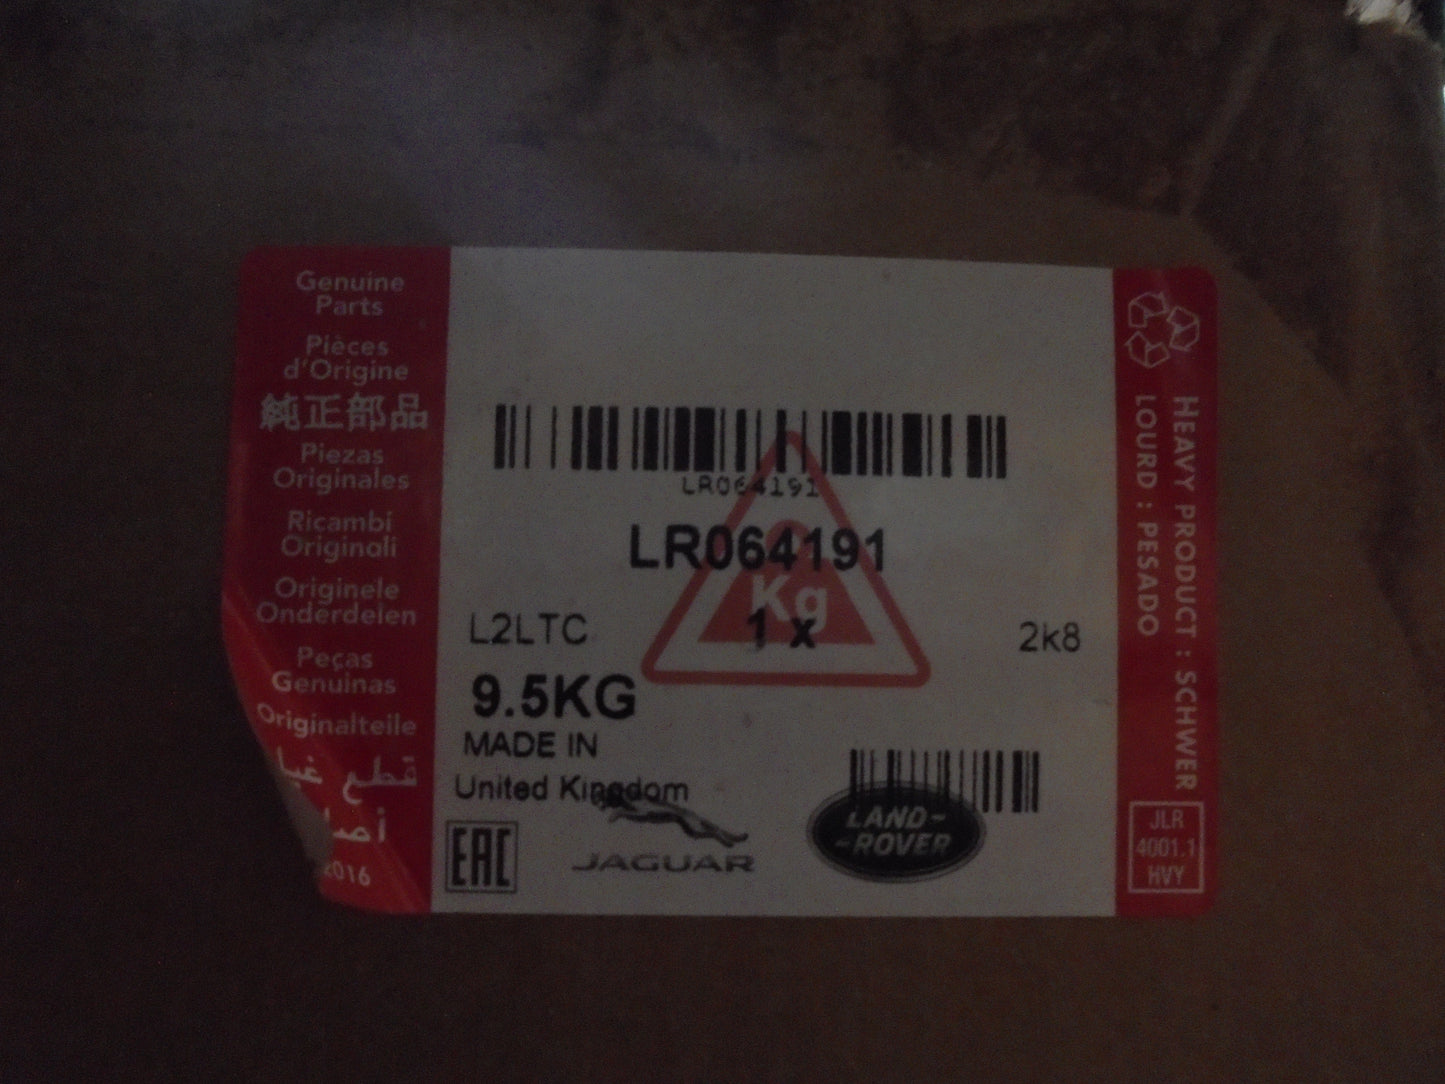 Genuine
Parts
Pièces
d'Origine
純正部品
Piezas
Originales
Ricambi
Originali
Originele
Onderdelen
Peças
Genuinas
Originalteile
قطع غيا
2016
LR064191
LR064191
Kg
1 x
L2LTC
2k8
9.5KG
MADE IN
United Kingdom
EAC
JAGUAR
LAND-
-ROVER
HEAVY PRODUCT : SCHWER
LOURD : PESADO
JLR
4001.1
HVY